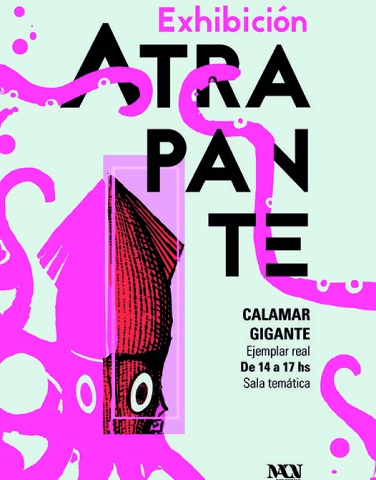 Exhibición
ATRA
PAN
TE
CALAMAR
GIGANTE
Ejemplar real
De 14 a 17 hs
Sala temática